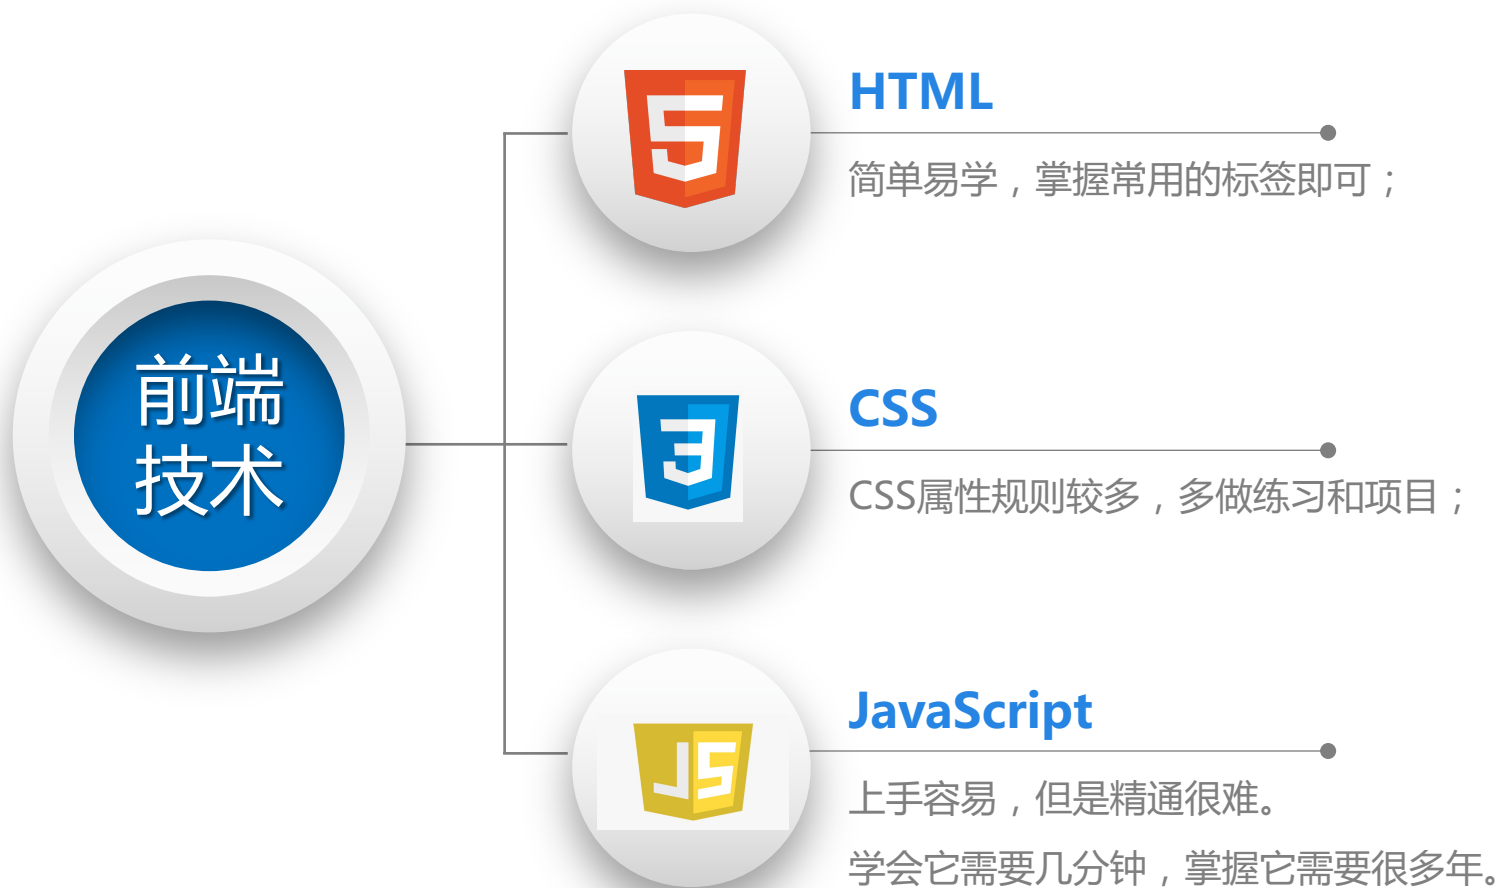 前端
技术
5
HTML
简单易学，掌握常用的标签即可；
3
CSS
CSS属性规则较多，多做练习和项目；
JS
JavaScript
上手容易，但是精通很难。
学会它需要几分钟，掌握它需要很多年。